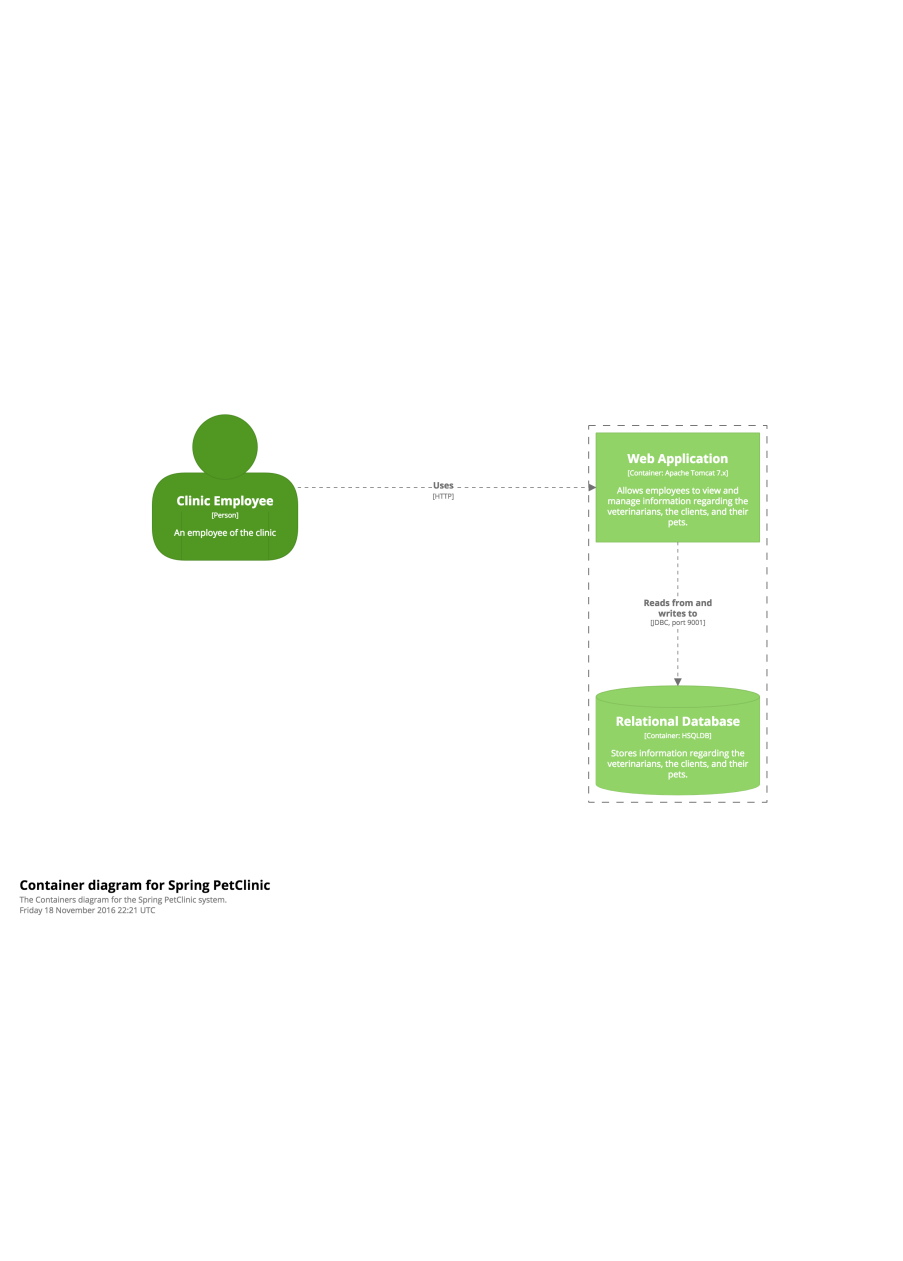 Clinic Employee
[Person]
An employee of the clinic
Uses
[HTTP]
Web Application
[Container: Apache Tomcat 7.x]
Allows employees to view and
manage information regarding the
veterinarians, the clients, and their
pets.
Reads from and
writes to
[JDBC, port 9001]
Relational Database
[Container: HSQLDB]
Stores information regarding the
veterinarians, the clients, and their
pets.
Container diagram for Spring PetClinic
The Containers diagram for the Spring PetClinic system.
Friday 18 November 2016 22:21 UTC